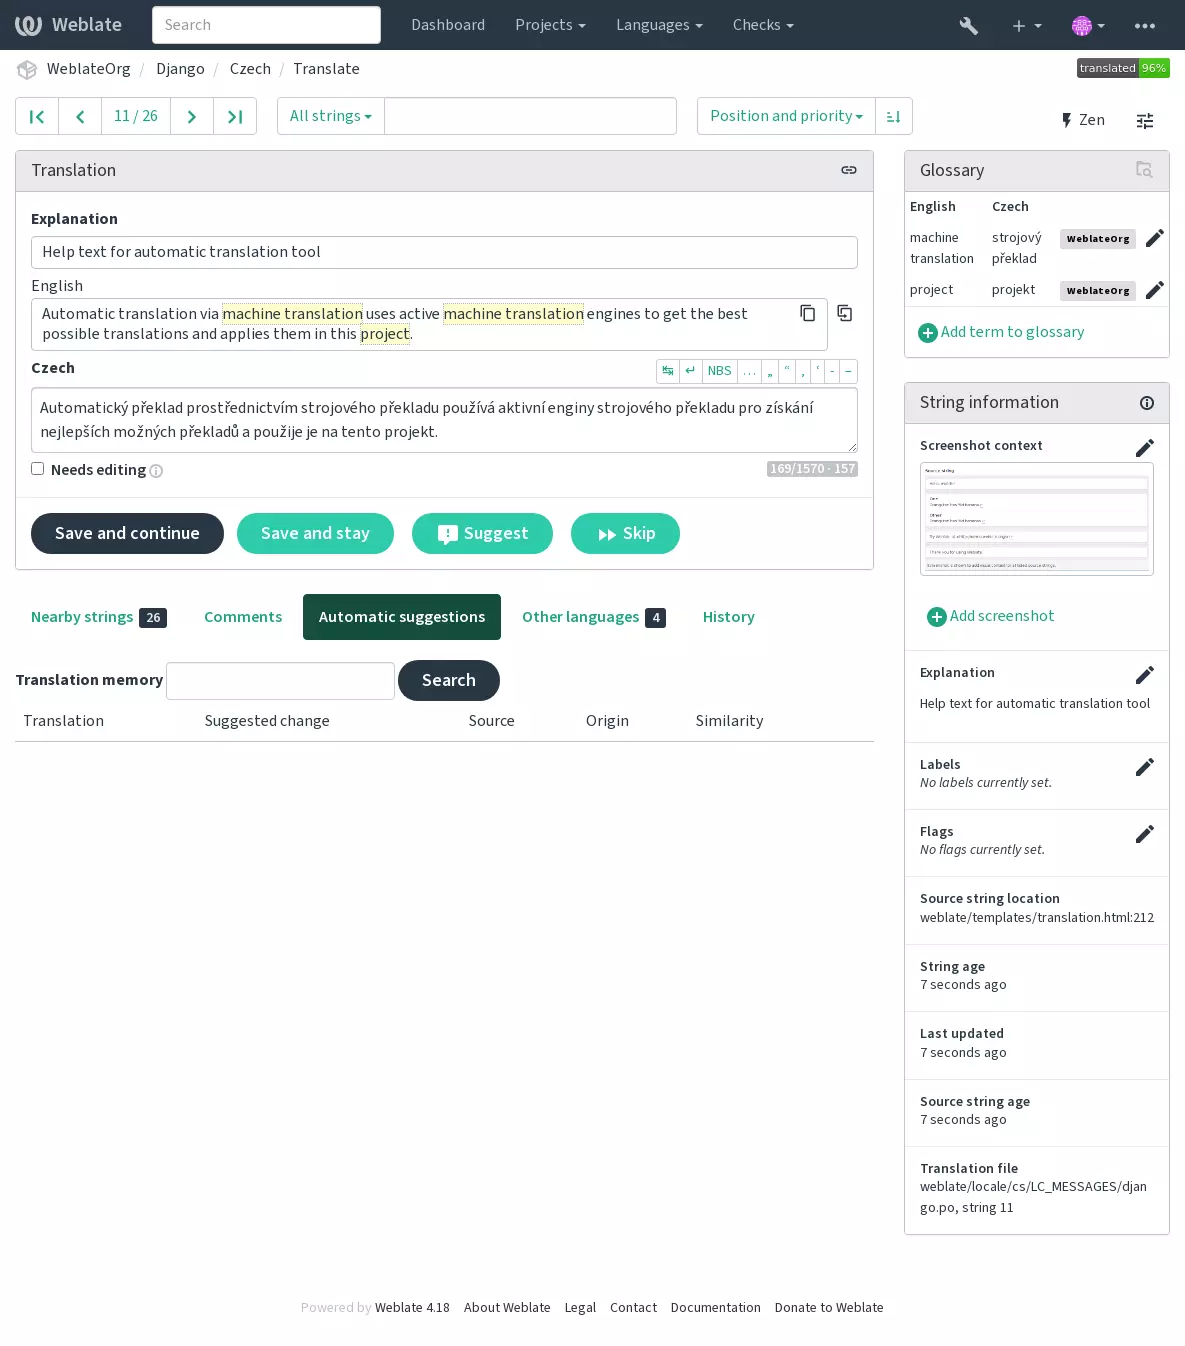 Weblate
Search
Dashboard
Projects
Languages
Checks
WeblateOrg / Django / Czech / Translate
translated 96%
11 / 26
All strings
Position and priority
Zen
Translation
Explanation
Help text for automatic translation tool
English
Automatic translation via machine translation uses active machine translation engines to get the best
possible translations and applies them in this project.
Czech
↹ ↵ NBS … „ “ ‚ ‘ - –
Automatický překlad prostřednictvím strojového překladu používá aktivní enginy strojového překladu pro získání
nejlepších možných překladů a použije je na tento projekt.
Needs editing
169/1570 · 157
Save and continue
Save and stay
Suggest
Skip
Nearby strings 26
Comments
Automatic suggestions
Other languages 4
History
Translation memory
Search
Translation Suggested change Source Origin Similarity
Glossary
English Czech
machine strojový WeblateOrg
translation překlad
project projekt WeblateOrg
Add term to glossary
String information
Screenshot context
Source string
One
Other
Add screenshot
Explanation
Help text for automatic translation tool
Labels
No labels currently set.
Flags
No flags currently set.
Source string location
weblate/templates/translation.html:212
String age
7 seconds ago
Last updated
7 seconds ago
Source string age
7 seconds ago
Translation file
weblate/locale/cs/LC_MESSAGES/djan
go.po, string 11
Powered by Weblate 4.18 About Weblate Legal Contact Documentation Donate to Weblate